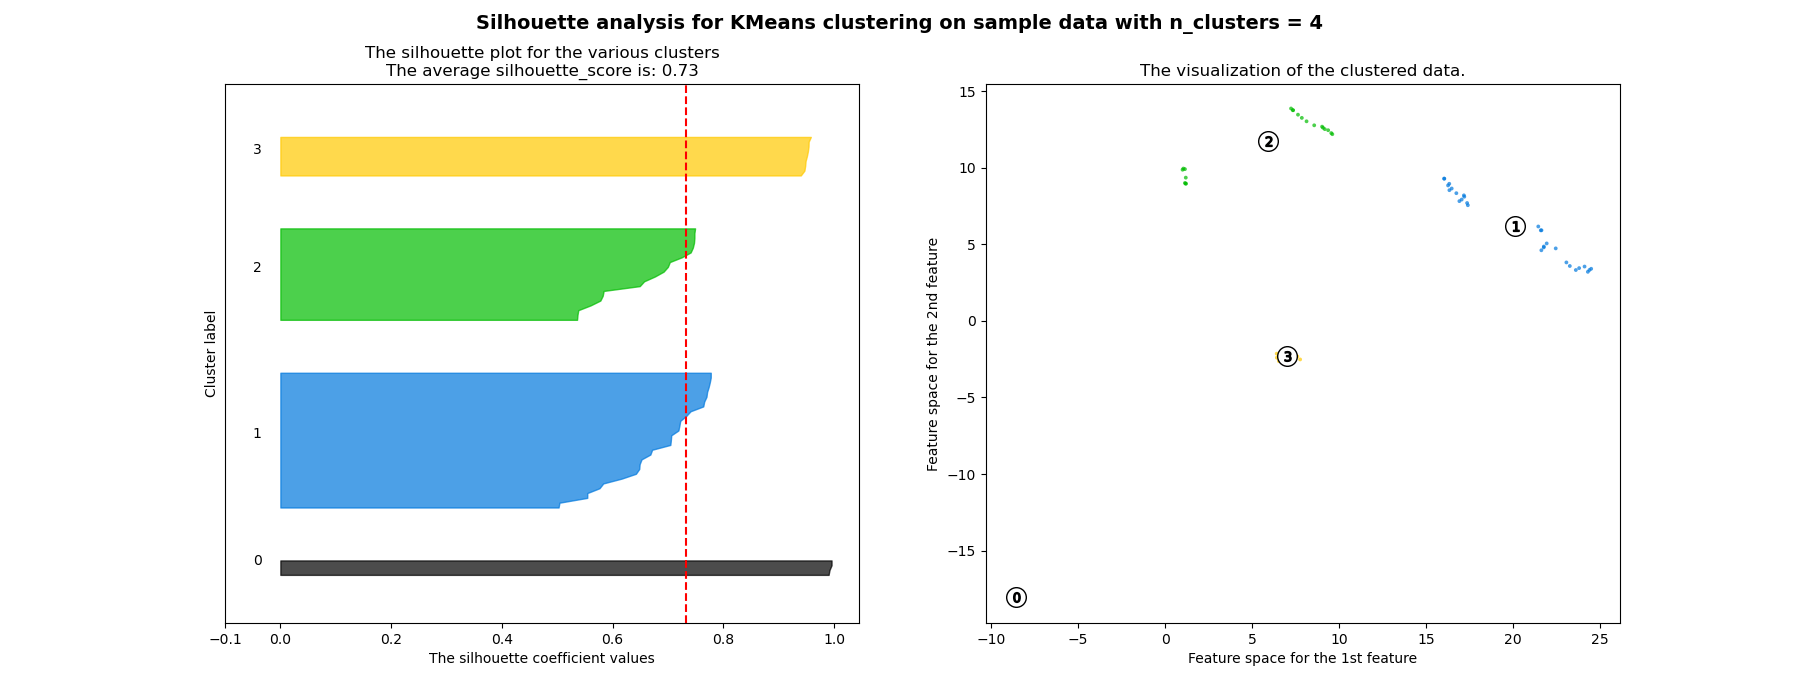 Silhouette analysis for KMeans clustering on sample data with n_clusters = 4
The silhouette plot for the various clusters
The average silhouette_score is: 0.73
3
2
1
0
Cluster label
−0.1 0.0 0.2 0.4 0.6 0.8 1.0
The silhouette coefficient values
The visualization of the clustered data.
15
10
5
0
−5
−10
−15
Feature space for the 2nd feature
2
1
3
0
−10 −5 0 5 10 15 20 25
Feature space for the 1st feature